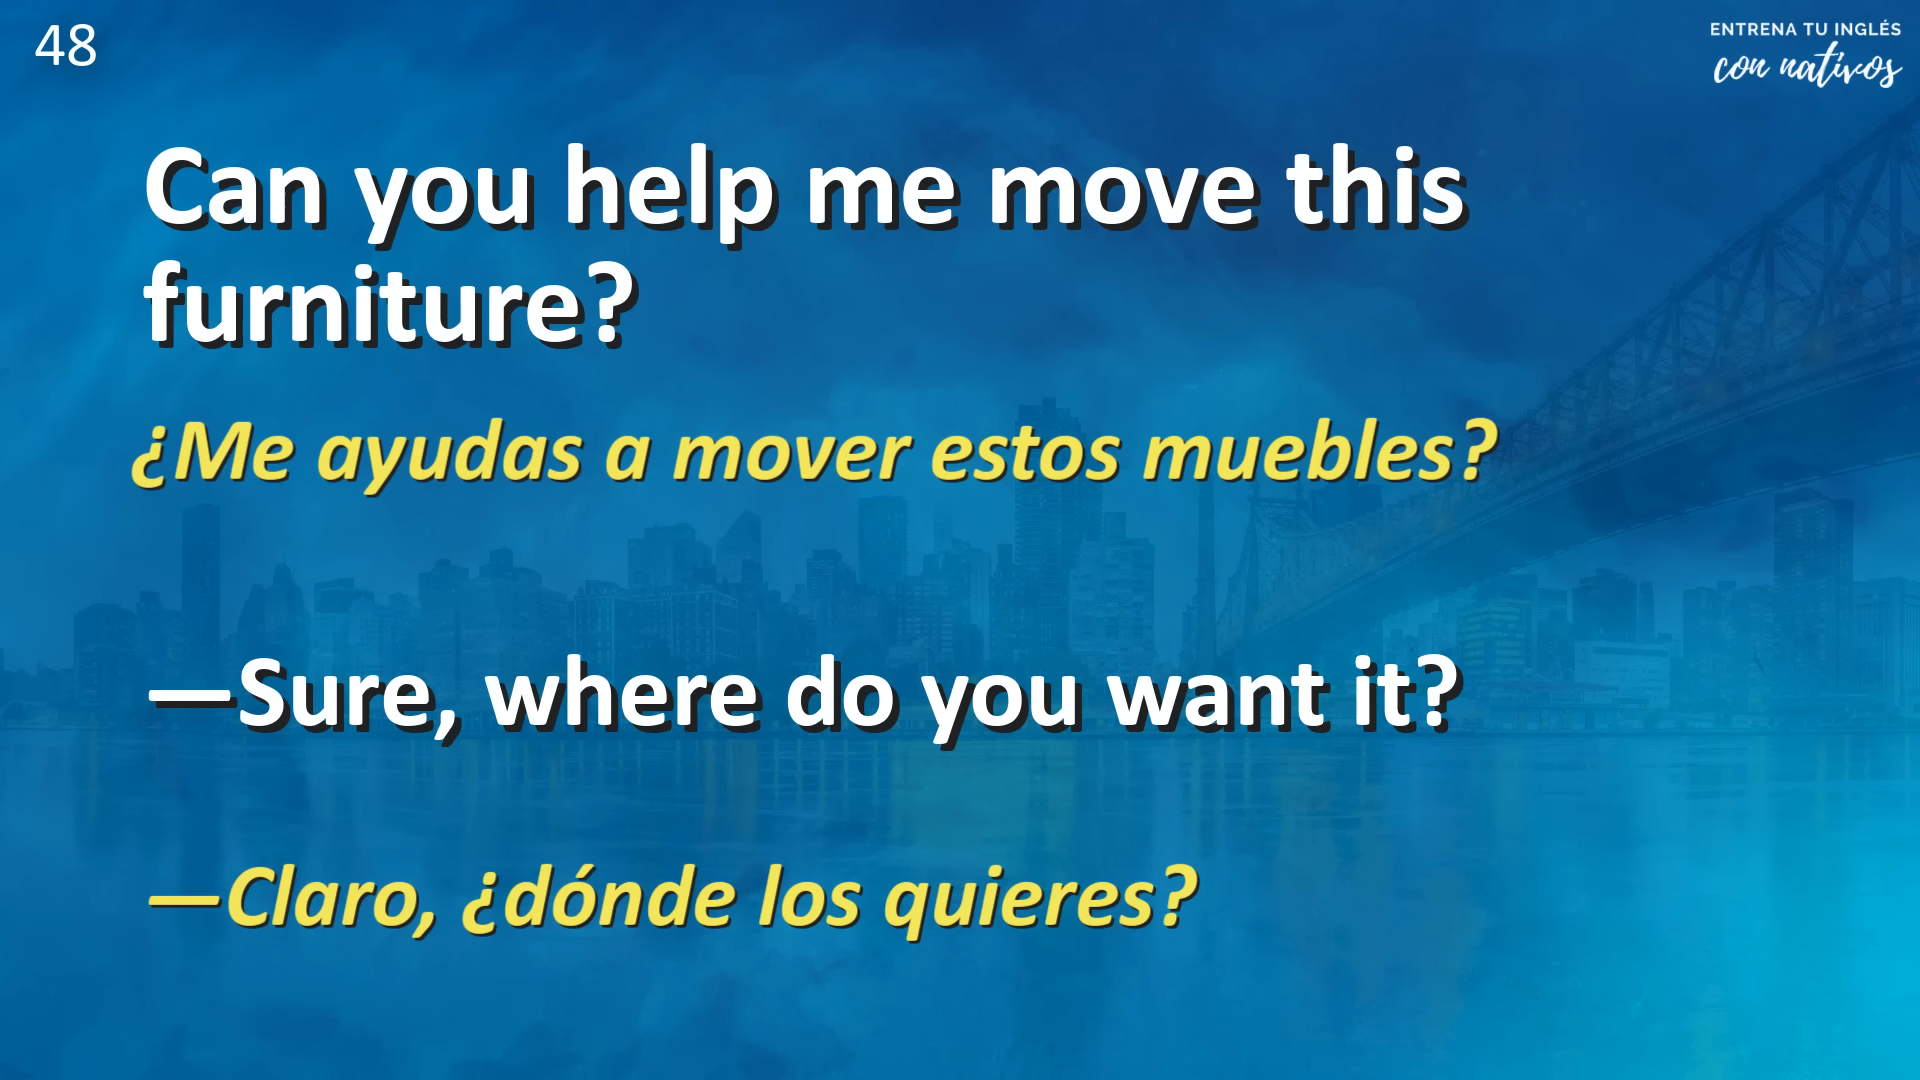 48
ENTRENA TU INGLÉS
con nativos
Can you help me move this
furniture?
¿Me ayudas a mover estos muebles?
—Sure, where do you want it?
—Claro, ¿dónde los quieres?